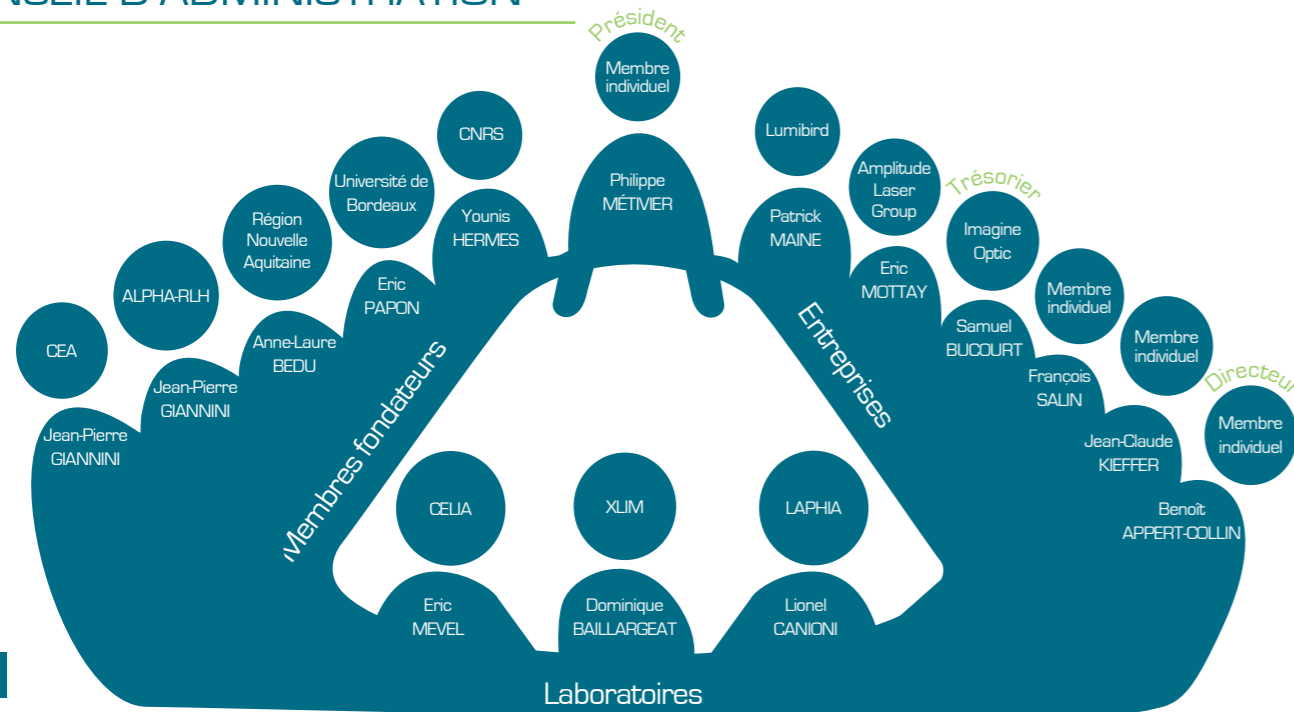 NSEIL D'ADMINISTRATION
Président
Membre
individuel
Philippe
MÉTIVIER
CNRS
Younis
HERMES
Université de
Bordeaux
Eric
PAPON
Région
Nouvelle
Aquitaine
Anne-Laure
BEDU
ALPHA-RLH
Jean-Pierre
GIANNINI
CEA
Jean-Pierre
GIANNINI
Membres fondateurs
Lumibird
Patrick
MAINE
Amplitude
Laser
Group
Eric
MOTTAY
Trésorier
Imagine
Optic
Samuel
BUCOURT
Membre
individuel
François
SALIN
Membre
individuel
Jean-Claude
KIEFFER
Directeur
Membre
individuel
Benoît
APPERT-COLLIN
Entreprises
CELIA
Eric
MEVEL
XLIM
Dominique
BAILLARGEAT
LAPHIA
Lionel
CANIONI
Laboratoires